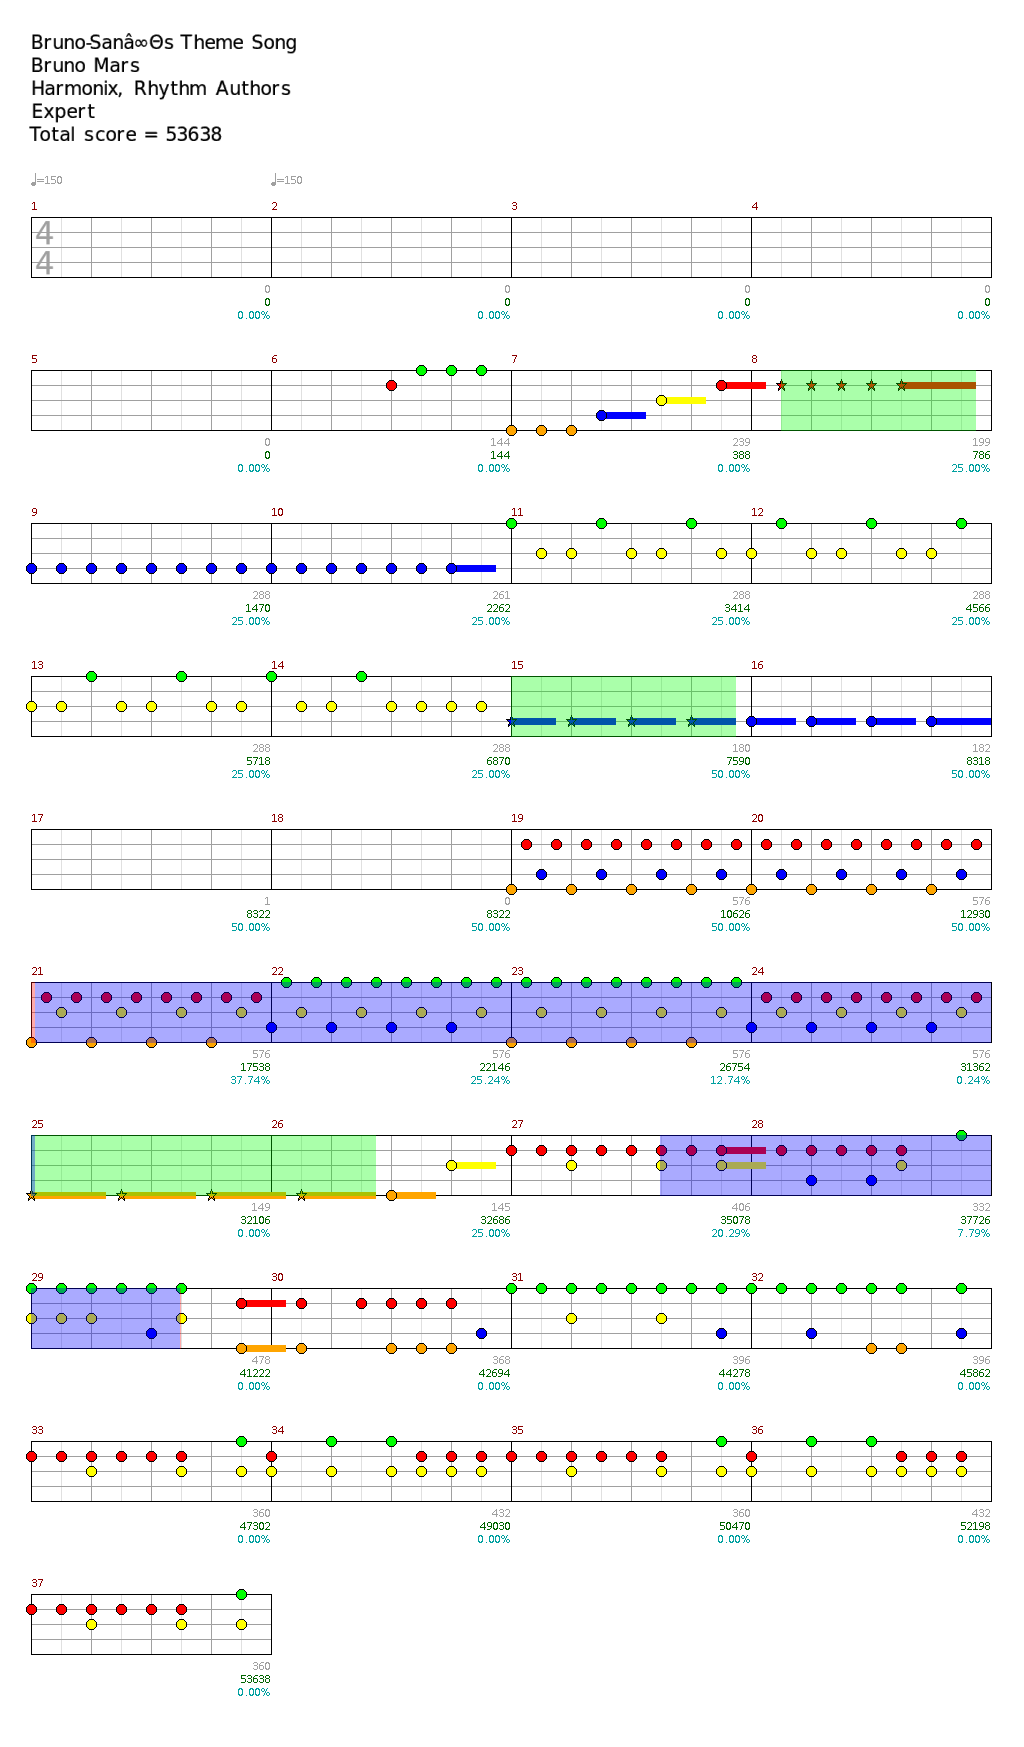 Bruno-Sanâ∞Θs Theme Song
Bruno Mars
Harmonix, Rhythm Authors
Expert
Total score = 53638
♩=150 ♩=150
1 2 3 4
4
4
0 0 0 0
0 0 0 0
0.00% 0.00% 0.00% 0.00%
5 6 7 8
0 144 239 199
0 144 388 786
0.00% 0.00% 0.00% 25.00%
9 10 11 12
288 261 288 288
1470 2262 3414 4566
25.00% 25.00% 25.00% 25.00%
13 14 15 16
288 288 180 182
5718 6870 7590 8318
25.00% 25.00% 50.00% 50.00%
17 18 19 20
1 0 576 576
8322 8322 10626 12930
50.00% 50.00% 50.00% 50.00%
21 22 23 24
576 576 576 576
17538 22146 26754 31362
37.74% 25.24% 12.74% 0.24%
25 26 27 28
149 145 406 332
32106 32686 35078 37726
0.00% 25.00% 20.29% 7.79%
29 30 31 32
478 368 396 396
41222 42694 44278 45862
0.00% 0.00% 0.00% 0.00%
33 34 35 36
360 432 360 432
47302 49030 50470 52198
0.00% 0.00% 0.00% 0.00%
37
360
53638
0.00%